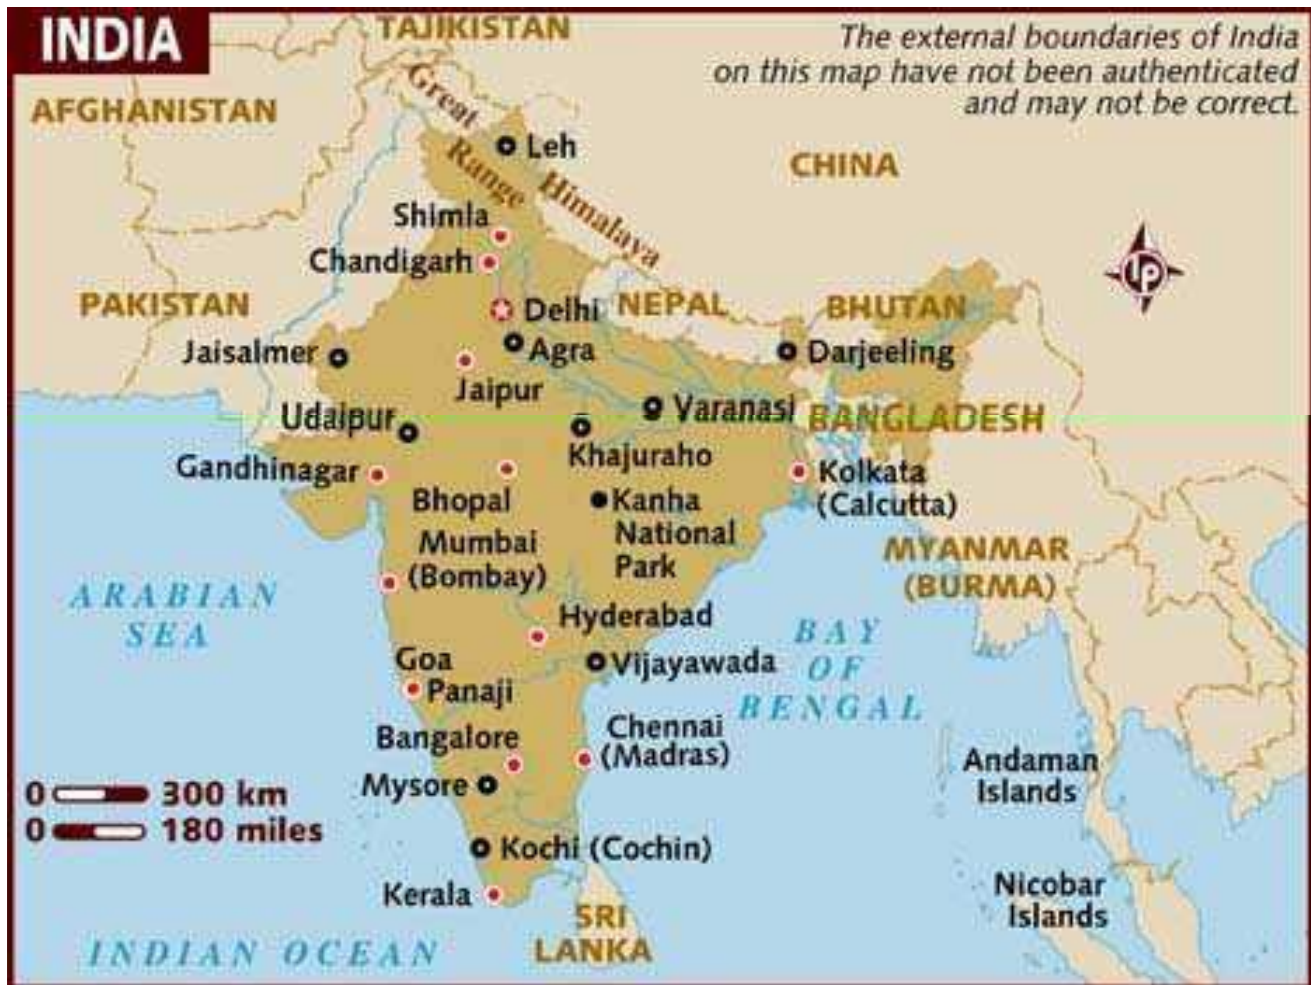 INDIA
TAJIKISTAN
The external boundaries of India
on this map have not been authenticated
and may not be correct.
AFGHANISTAN
Great
Range
Himalaya
Leh
CHINA
Shimla
Chandigarh
LP
PAKISTAN
Delhi
NEPAL
BHUTAN
Jaisalmer
Agra
Darjeeling
Jaipur
Udaipur
Varanasi
BANGLADESH
Khajuraho
Gandhinagar
Kolkata
(Calcutta)
Bhopal
Kanha
National
Park
Mumbai
(Bombay)
MYANMAR
(BURMA)
ARABIAN
SEA
Hyderabad
BAY
OF
BENGAL
Goa
Panaji
Vijayawada
Bangalore
Chennai
(Madras)
Andaman
Islands
0 300 km
0 180 miles
Mysore
Kochi (Cochin)
Kerala
Nicobar
Islands
SRI
LANKA
INDIAN OCEAN